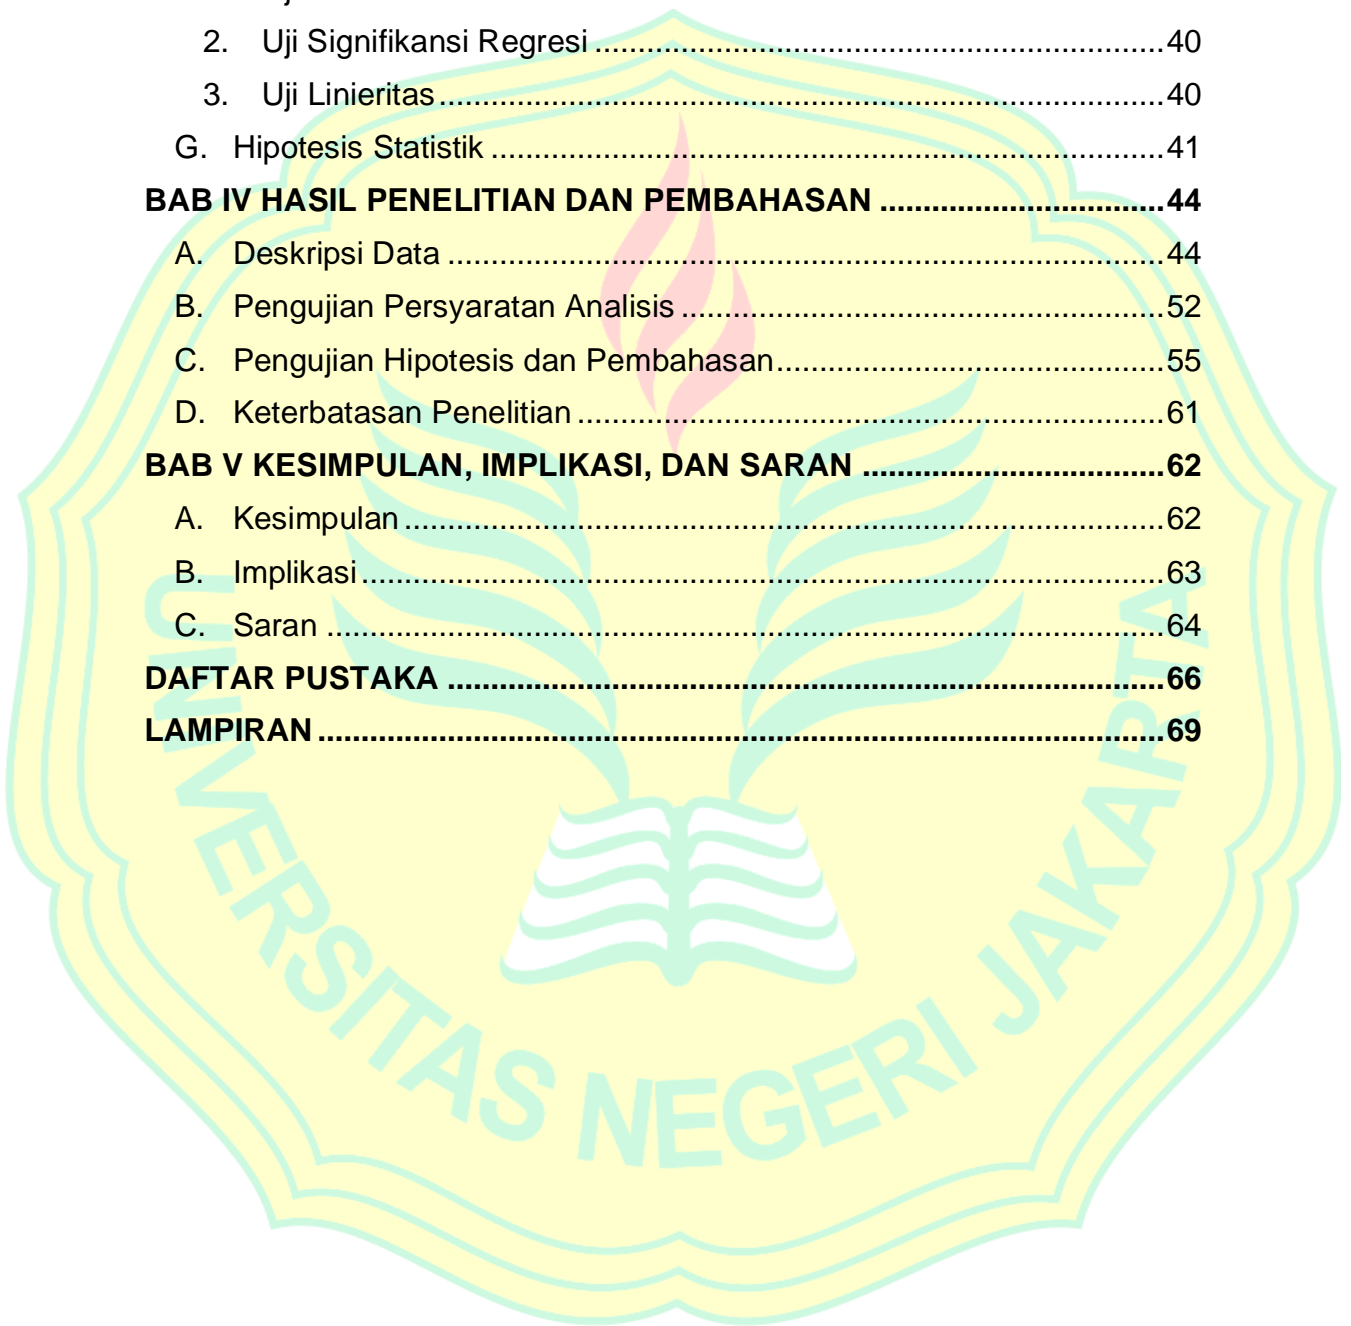 2. Uji Signifikansi Regresi ..................................................................... 40
3. Uji Linieritas ........................................................................................ 40
G. Hipotesis Statistik ....................................................................... 41
BAB IV HASIL PENELITIAN DAN PEMBAHASAN ................................. 44
A. Deskripsi Data ................................................................................... 44
B. Pengujian Persyaratan Analisis ........................................................ 52
C. Pengujian Hipotesis dan Pembahasan ............................................. 55
D. Keterbatasan Penelitian .................................................................... 61
BAB V KESIMPULAN, IMPLIKASI, DAN SARAN ................................... 62
A. Kesimpulan ........................................................................................ 62
B. Implikasi ............................................................................................. 63
C. Saran ................................................................................................. 64
DAFTAR PUSTAKA ................................................................................... 66
LAMPIRAN .................................................................................................. 69
UNIVERSITAS NEGERI JAKARTA